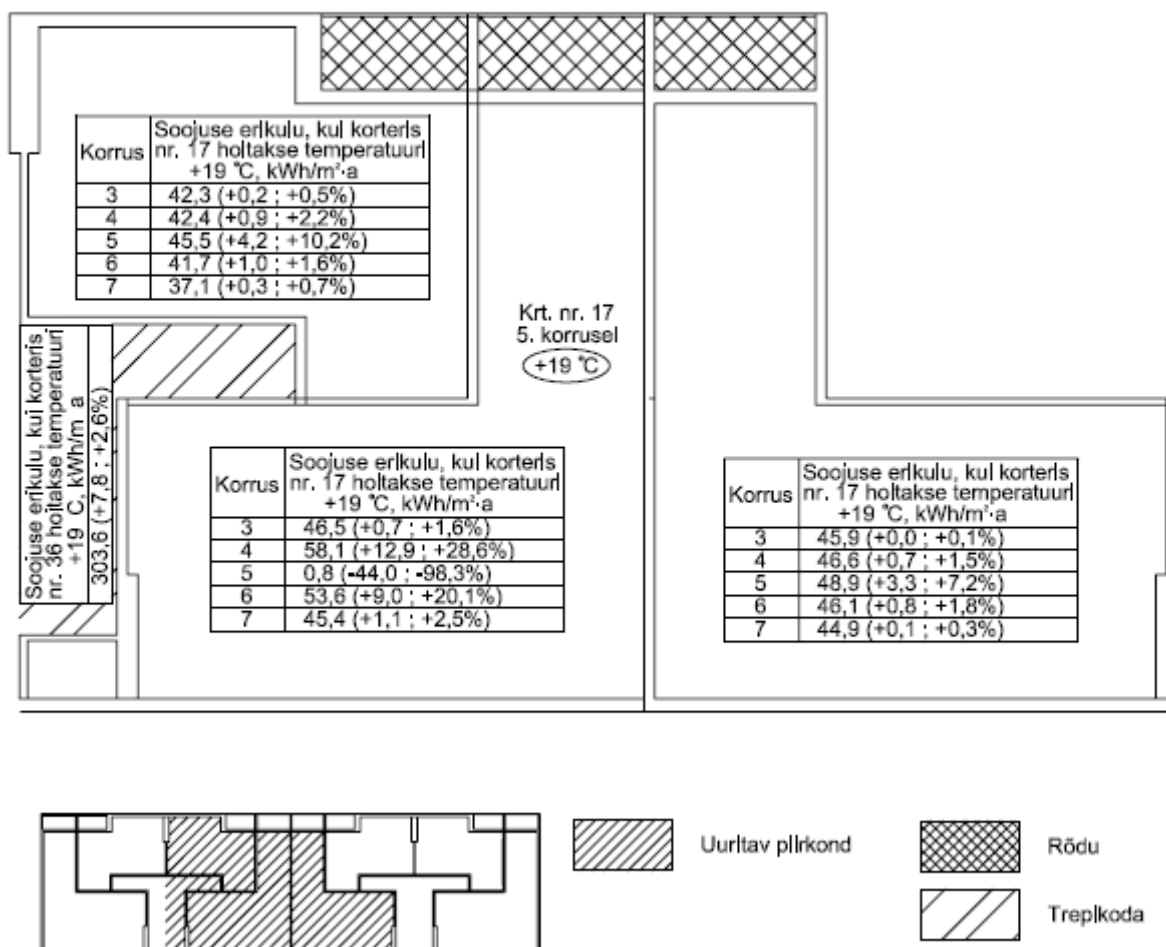 Korrus
Soojuse erikulu, kui korteris
nr. 17 hoitakse temperatuuri
+19 °C, kWh/m²·a
3 42,3 (+0,2 ; +0,5%)
4 42,4 (+0,9 ; +2,2%)
5 45,5 (+4,2 ; +10,2%)
6 41,7 (+1,0 ; +1,6%)
7 37,1 (+0,3 ; +0,7%)
Krt. nr. 17
5. korrusel
+19 °C
Soojuse erikulu, kui korteris
nr. 36 hoitakse temperatuuri
+19 C, kWh/m a
303,6 (+7,8 ; +2,6%)
Korrus
Soojuse erikulu, kui korteris
nr. 17 hoitakse temperatuuri
+19 °C, kWh/m²·a
3 46,5 (+0,7 ; +1,6%)
4 58,1 (+12,9 ; +28,6%)
5 0,8 (-44,0 ; -98,3%)
6 53,6 (+9,0 ; +20,1%)
7 45,4 (+1,1 ; +2,5%)
Korrus
Soojuse erikulu, kui korteris
nr. 17 hoitakse temperatuuri
+19 °C, kWh/m²·a
3 45,9 (+0,0 ; +0,1%)
4 46,6 (+0,7 ; +1,5%)
5 48,9 (+3,3 ; +7,2%)
6 46,1 (+0,8 ; +1,8%)
7 44,9 (+0,1 ; +0,3%)
Uuritav piirkond
Rõdu
Trepikoda